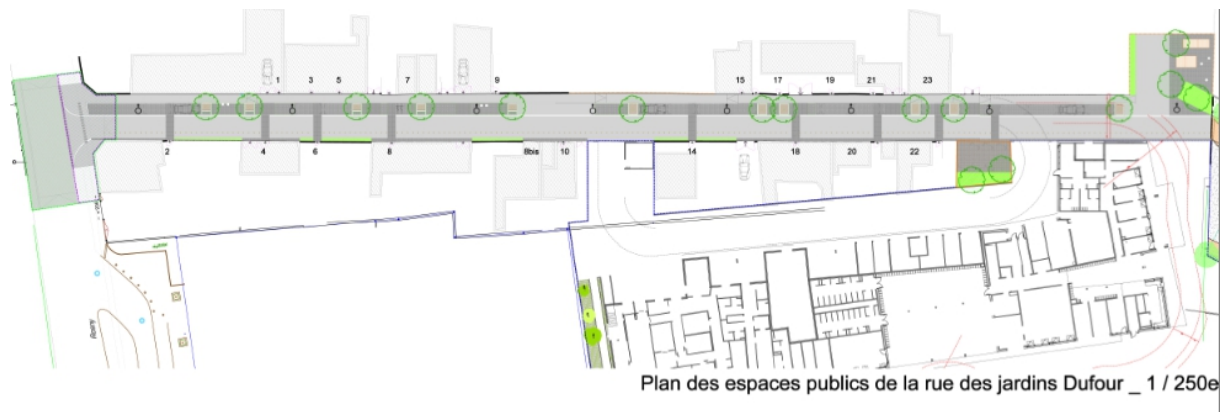 1 3 5 7 9 15 17 19 21 23
2 4 6 8 8bis 10 14 18 20 22
Rosny
Plan des espaces publics de la rue des jardins Dufour _ 1 / 250e